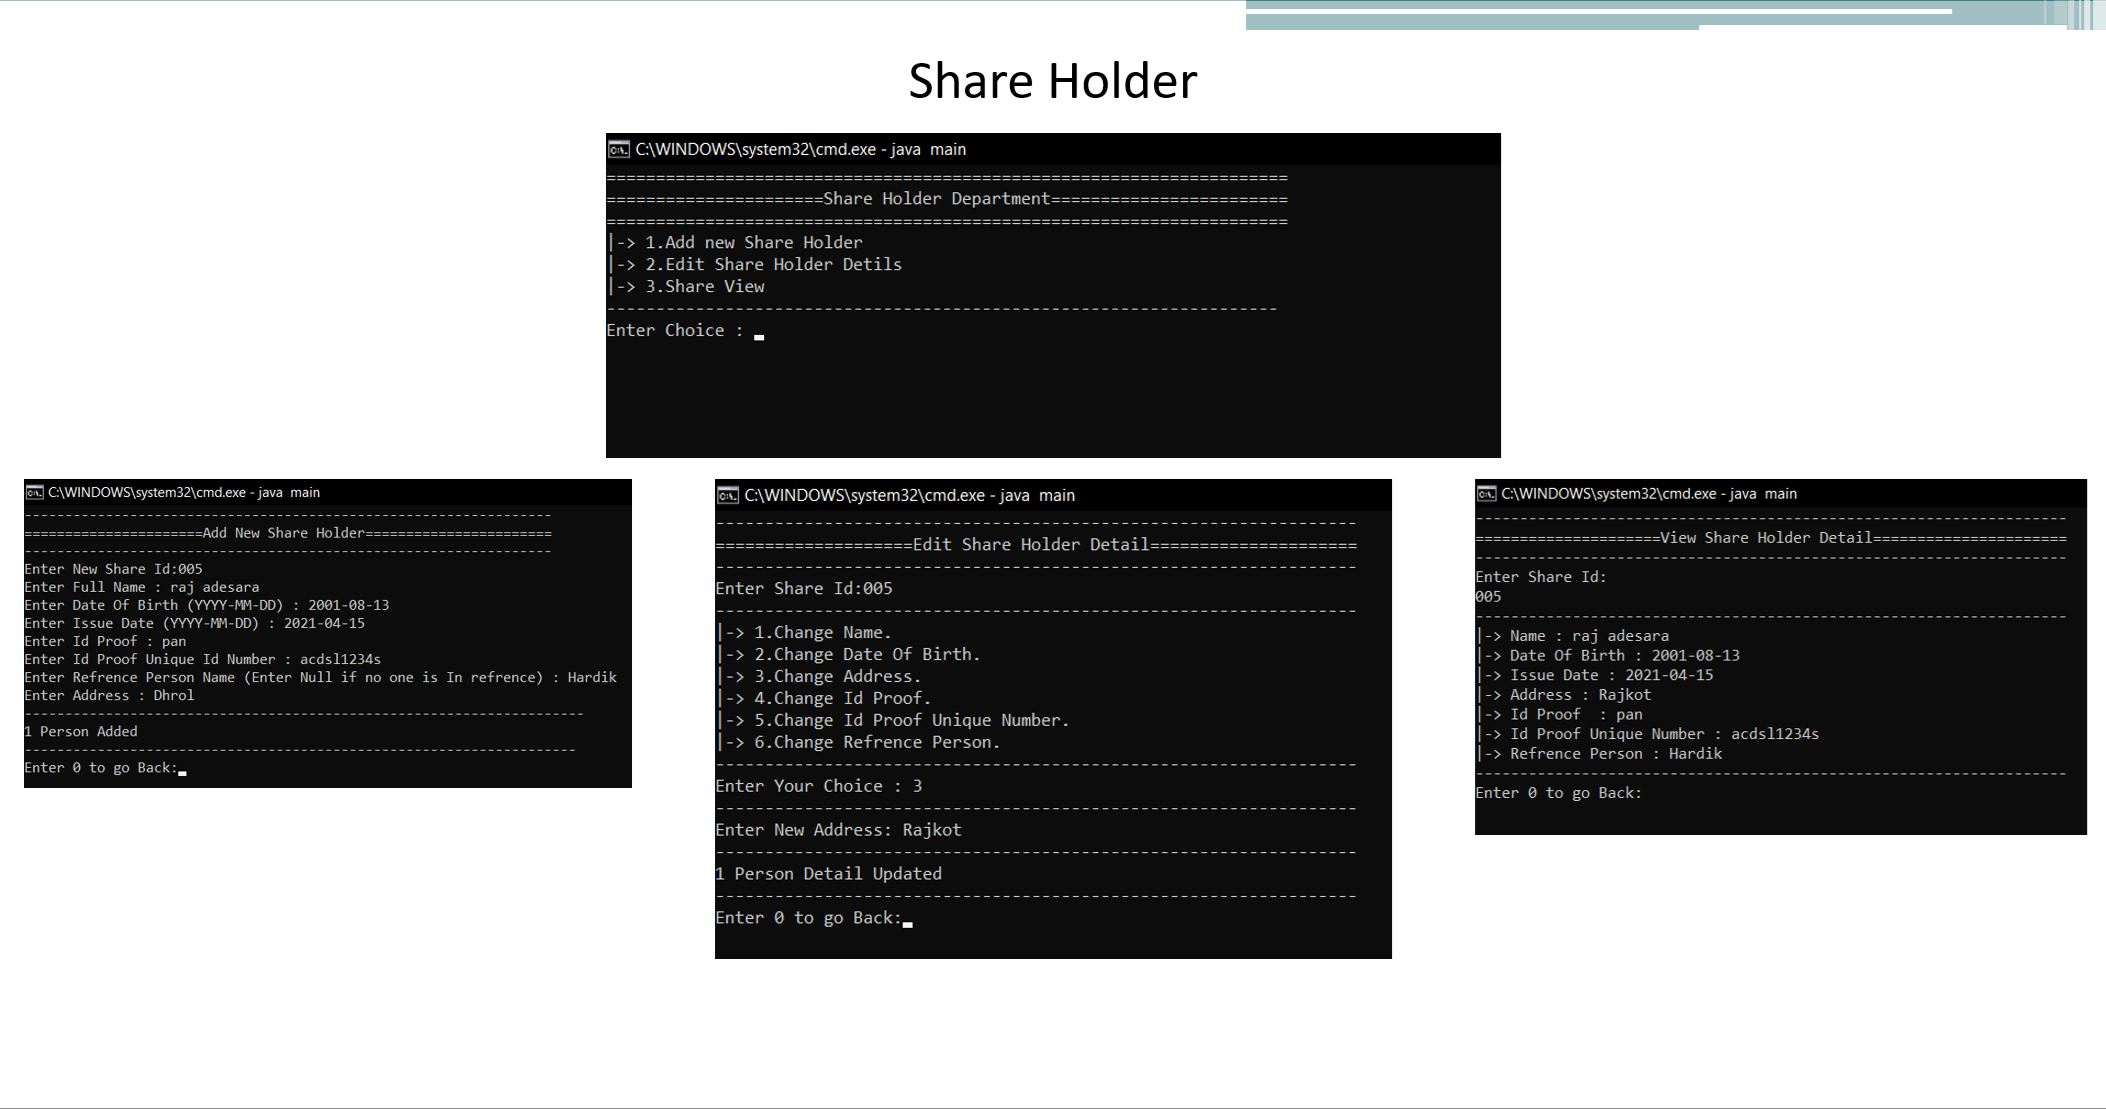 Share Holder
C:\WINDOWS\system32\cmd.exe - java  main
=====================================================================
======================Share Holder Department========================
=====================================================================
|-> 1.Add new Share Holder
|-> 2.Edit Share Holder Detils
|-> 3.Share View
--------------------------------------------------------------------
Enter Choice :
C:\WINDOWS\system32\cmd.exe - java  main
-----------------------------------------------------------------
======================Add New Share Holder=======================
-----------------------------------------------------------------
Enter New Share Id:005
Enter Full Name : raj adesara
Enter Date Of Birth (YYYY-MM-DD) : 2001-08-13
Enter Issue Date (YYYY-MM-DD) : 2021-04-15
Enter Id Proof : pan
Enter Id Proof Unique Id Number : acdsl1234s
Enter Refrence Person Name (Enter Null if no one is In refrence) : Hardik
Enter Address : Dhrol
---------------------------------------------------------------------
1 Person Added
--------------------------------------------------------------------
Enter 0 to go Back:
C:\WINDOWS\system32\cmd.exe - java  main
-----------------------------------------------------------------
====================Edit Share Holder Detail=====================
-----------------------------------------------------------------
Enter Share Id:005
-----------------------------------------------------------------
|-> 1.Change Name.
|-> 2.Change Date Of Birth.
|-> 3.Change Address.
|-> 4.Change Id Proof.
|-> 5.Change Id Proof Unique Number.
|-> 6.Change Refrence Person.
-----------------------------------------------------------------
Enter Your Choice : 3
-----------------------------------------------------------------
Enter New Address: Rajkot
-----------------------------------------------------------------
1 Person Detail Updated
-----------------------------------------------------------------
Enter 0 to go Back:
C:\WINDOWS\system32\cmd.exe - java  main
-------------------------------------------------------------------
=====================View Share Holder Detail======================
-------------------------------------------------------------------
Enter Share Id:
005
-------------------------------------------------------------------
|-> Name : raj adesara
|-> Date Of Birth : 2001-08-13
|-> Issue Date : 2021-04-15
|-> Address : Rajkot
|-> Id Proof  : pan
|-> Id Proof Unique Number : acdsl1234s
|-> Refrence Person : Hardik
-------------------------------------------------------------------
Enter 0 to go Back: